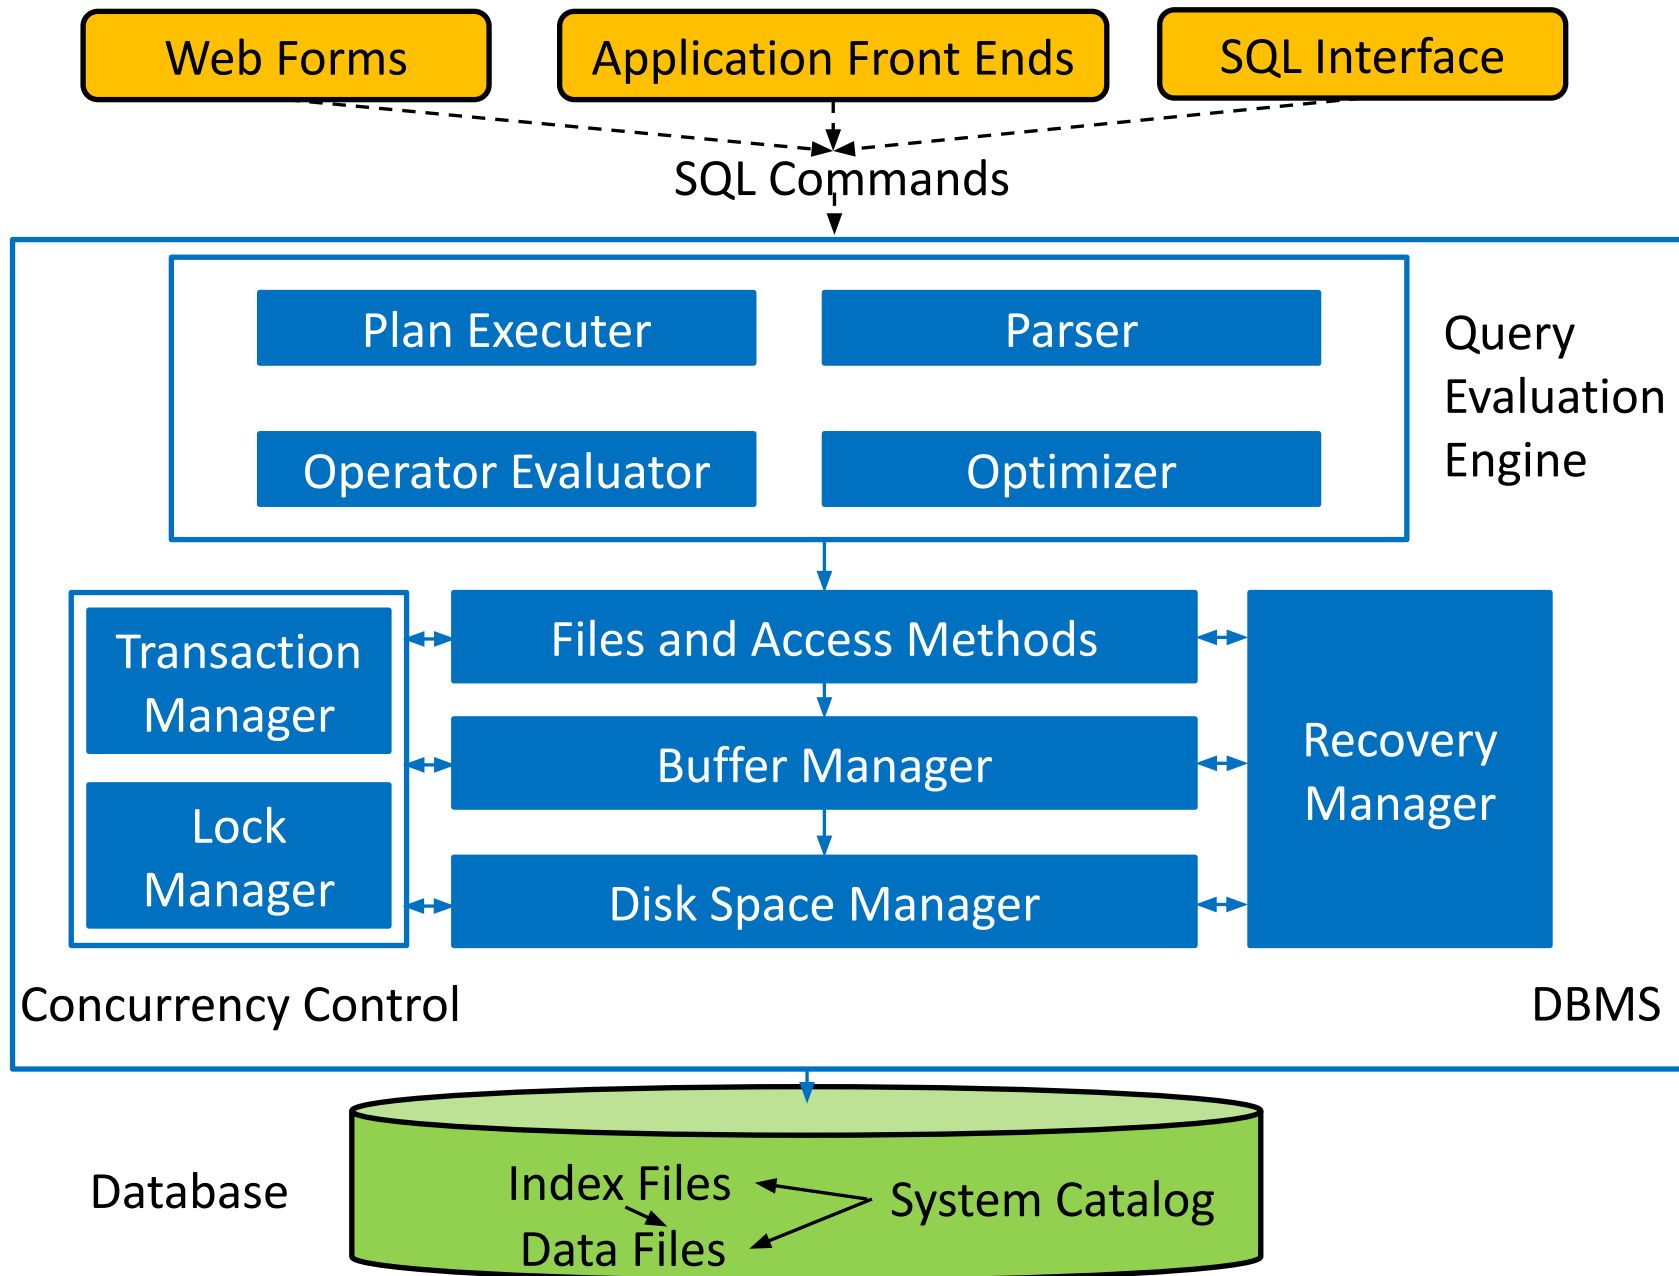 Web Forms
Application Front Ends
SQL Interface
SQL Commands
Plan Executer
Parser
Operator Evaluator
Optimizer
Query
Evaluation
Engine
Transaction
Manager
Lock
Manager
Files and Access Methods
Buffer Manager
Disk Space Manager
Recovery
Manager
Concurrency Control
DBMS
Database
Index Files
System Catalog
Data Files